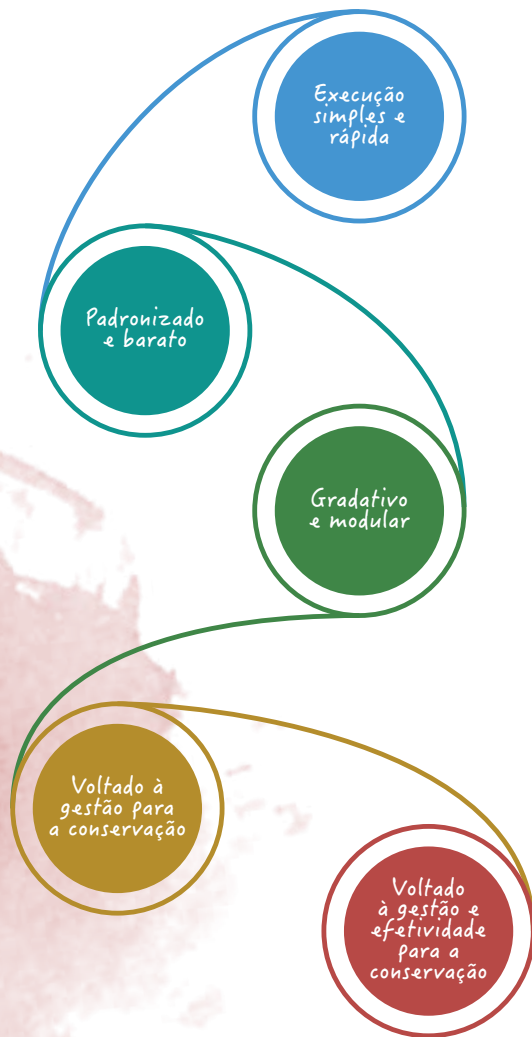 Execução
simples e
rápida
Padronizado
e barato
Gradativo
e modular
Voltado à
gestão para
a conservação
Voltado
à gestão e
efetividade
para a
conservação